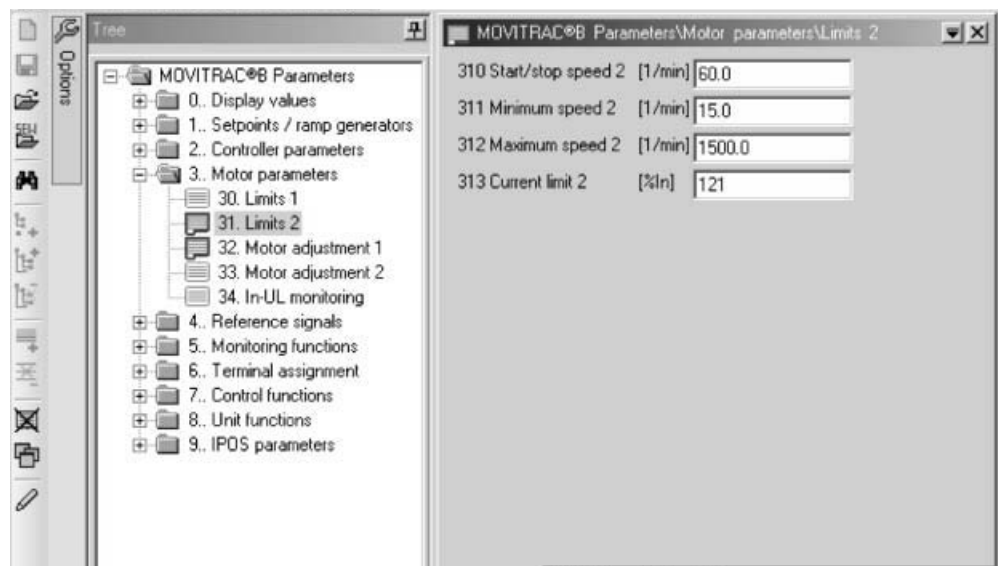 Options
Tree
MOVITRAC®B Parameters
0.. Display values
1.. Setpoints / ramp generators
2.. Controller parameters
3.. Motor parameters
30. Limits 1
31. Limits 2
32. Motor adjustment 1
33. Motor adjustment 2
34. In-UL monitoring
4.. Reference signals
5.. Monitoring functions
6.. Terminal assignment
7.. Control functions
8.. Unit functions
9.. IPOS parameters
SEW
MOVITRAC®B Parameters\Motor parameters\Limits 2
310 Start/stop speed 2 [1/min] 60.0
311 Minimum speed 2 [1/min] 15.0
312 Maximum speed 2 [1/min] 1500.0
313 Current limit 2 [%In] 121